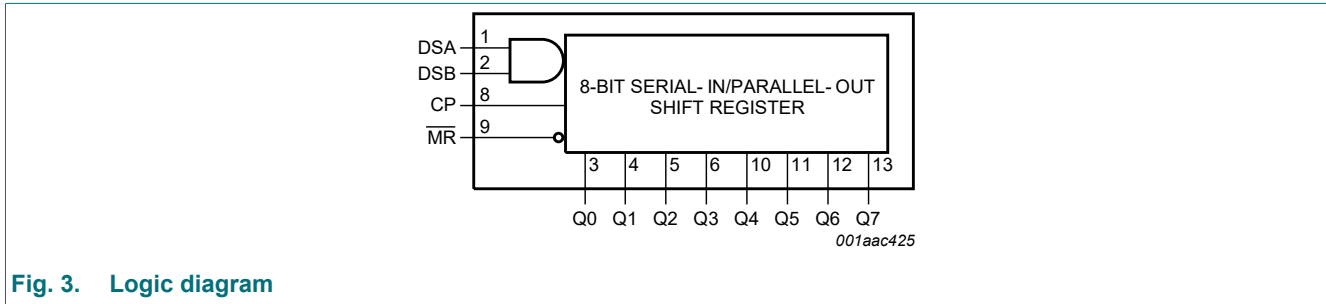 DSA 1
DSB 2
CP 8
M̅R̅ 9
8-BIT SERIAL- IN/PARALLEL- OUT
SHIFT REGISTER
3 4 5 6 10 11 12 13
Q0 Q1 Q2 Q3 Q4 Q5 Q6 Q7
001aac425
Fig. 3. Logic diagram